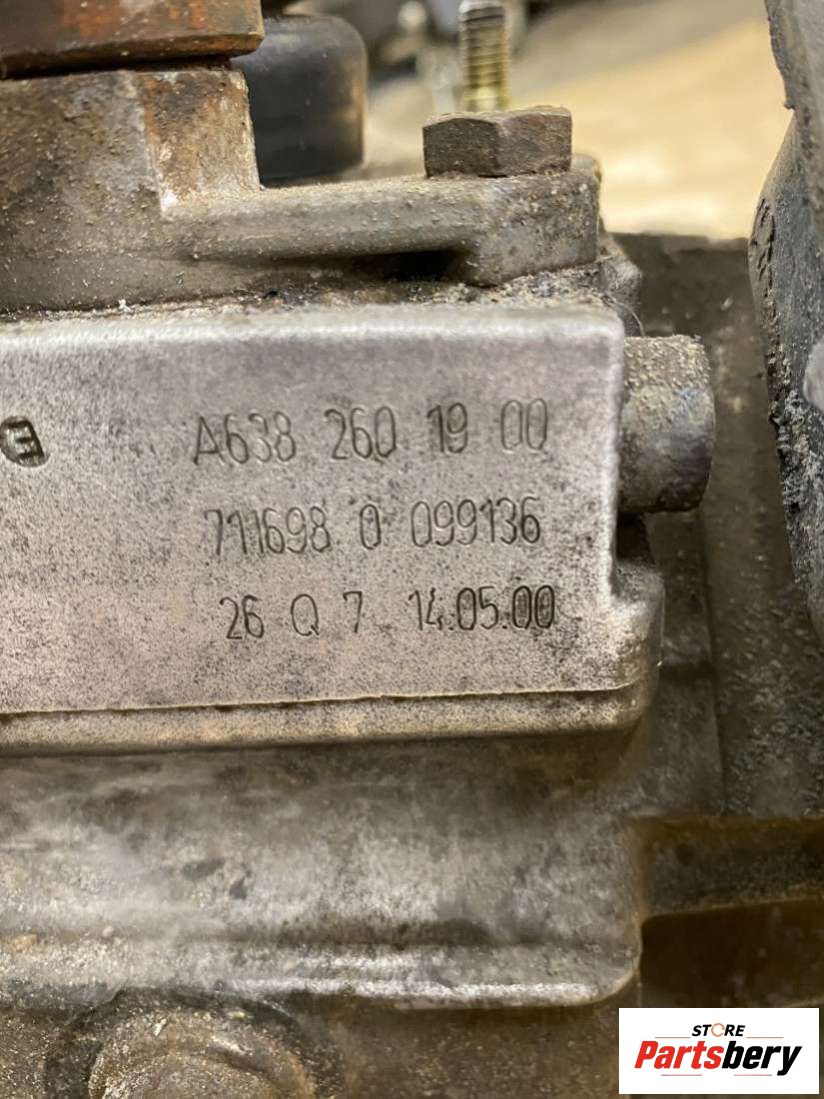 A638 260 19 00
711698 0 099136
26 Q 7 14.05.00
STORE
Partsbery